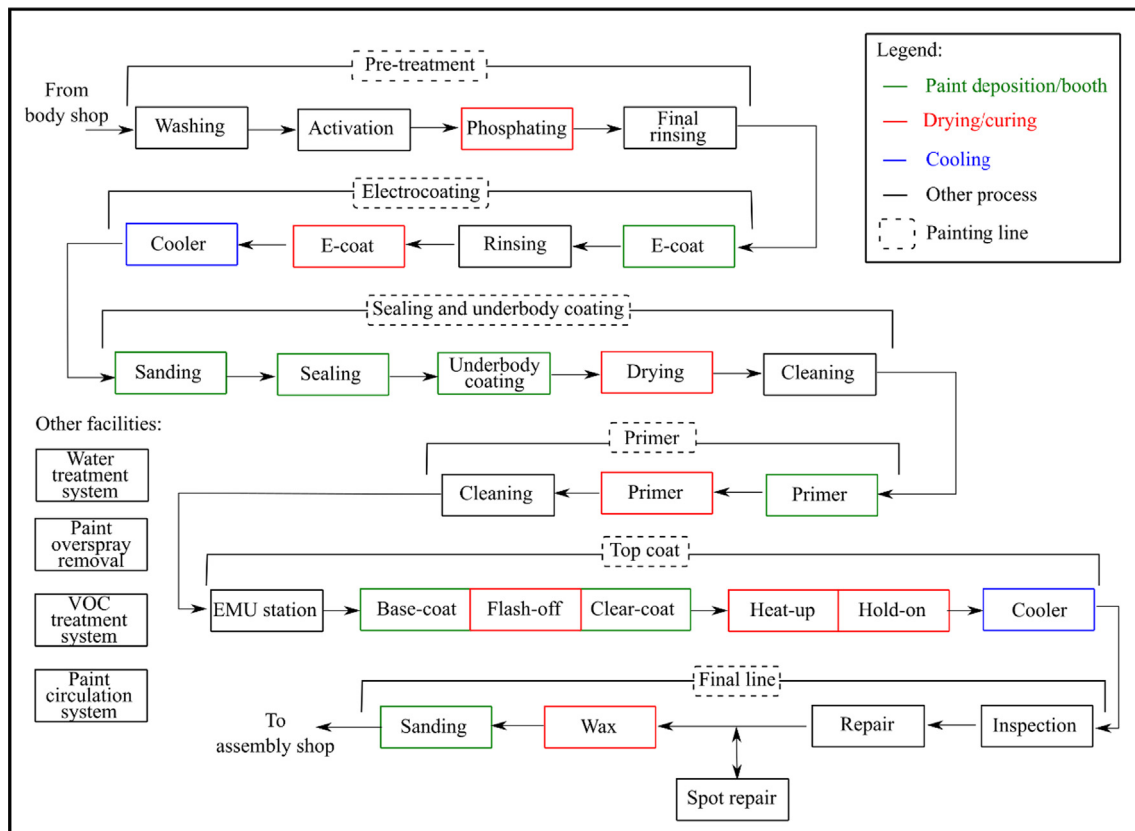 Pre-treatment
Legend:
From
body shop
Paint deposition/booth
Washing
Activation
Phosphating
Final
rinsing
Drying/curing
Cooling
Other process
Painting line
Electrocoating
Cooler
E-coat
Rinsing
E-coat
Sealing and underbody coating
Sanding
Sealing
Underbody
coating
Drying
Cleaning
Other facilities:
Water
treatment
system
Paint
overspray
removal
VOC
treatment
system
Paint
circulation
system
Primer
Cleaning
Primer
Primer
Top coat
EMU station
Base-coat
Flash-off
Clear-coat
Heat-up
Hold-on
Cooler
Final line
To
assembly shop
Sanding
Wax
Repair
Inspection
Spot repair